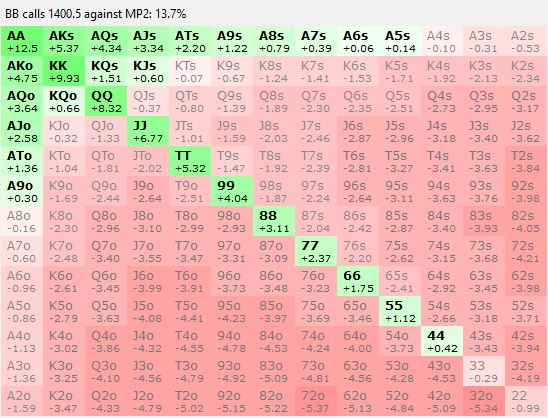 BB calls 1400.5 against MP2: 13.7%
AA AKs AQs AJs ATs A9s A8s A7s A6s A5s A4s A3s A2s
+12.5 +5.37 +4.34 +3.34 +2.20 +1.22 +0.79 +0.39 +0.06 +0.14 -0.10 -0.31 -0.53
AKo KK KQs KJs KTs K9s K8s K7s K6s K5s K4s K3s K2s
+4.75 +9.93 +1.51 +0.60 -0.07 -0.67 -1.24 -1.41 -1.53 -1.71 -1.92 -2.13 -2.34
AQo KQo QQ QJs QTs Q9s Q8s Q7s Q6s Q5s Q4s Q3s Q2s
+3.64 +0.66 +8.32 -0.37 -0.80 -1.39 -1.89 -2.30 -2.35 -2.51 -2.73 -2.95 -3.17
AJo KJo QJo JJ JTs J9s J8s J7s J6s J5s J4s J3s J2s
+2.58 -0.32 -1.33 +6.77 -1.01 -1.59 -2.03 -2.46 -2.87 -2.96 -3.18 -3.40 -3.62
ATo KTo QTo JTo TT T9s T8s T7s T6s T5s T4s T3s T2s
+1.36 -1.04 -1.81 -2.02 +5.32 -1.47 -1.92 -2.39 -2.81 -3.27 -3.41 -3.63 -3.84
A9o K9o Q9o J9o T9o 99 98s 97s 96s 95s 94s 93s 92s
+0.30 -1.69 -2.44 -2.64 -2.51 +4.04 -1.87 -2.24 -2.64 -3.11 -3.63 -3.76 -3.98
A8o K8o Q8o J8o T8o 98o 88 87s 86s 85s 84s 83s 82s
-0.16 -2.30 -2.96 -3.10 -2.99 -2.93 +3.11 -2.04 -2.42 -2.87 -3.40 -3.93 -4.05
A7o K7o Q7o J7o T7o 97o 87o 77 76s 75s 74s 73s 72s
-0.60 -2.48 -3.40 -3.55 -3.47 -3.31 -3.09 +2.37 -2.20 -2.62 -3.15 -3.68 -4.21
A6o K6o Q6o J6o T6o 96o 86o 76o 66 65s 64s 63s 62s
-0.96 -2.61 -3.45 -3.99 -3.91 -3.73 -3.48 -3.23 +1.75 -2.41 -2.92 -3.45 -3.98
A5o K5o Q5o J5o T5o 95o 85o 75o 65o 55 54s 53s 52s
-0.86 -2.79 -3.63 -4.08 -4.41 -4.23 -3.97 -3.69 -3.46 +1.12 -2.66 -3.18 -3.71
A4o K4o Q4o J4o T4o 94o 84o 74o 64o 54o 44 43s 42s
-1.13 -3.02 -3.86 -4.32 -4.55 -4.78 -4.53 -4.24 -4.00 -3.73 +0.42 -3.43 -3.94
A3o K3o Q3o J3o T3o 93o 83o 73o 63o 53o 43o 33 32s
-1.36 -3.25 -4.10 -4.56 -4.79 -4.92 -5.09 -4.81 -4.56 -4.28 -4.53 -0.29 -4.19
A2o K2o Q2o J2o T2o 92o 82o 72o 62o 52o 42o 32o 22
-1.59 -3.47 -4.33 -4.79 -5.02 -5.15 -5.22 -5.37 -5.13 -4.84 -5.09 -5.34 -0.99